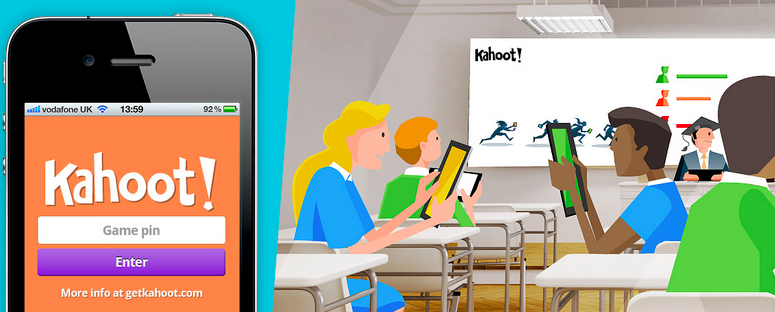 vodafone UK 13:59 92%
Kahoot!
Game pin
Enter
More info at getkahoot.com
Kahoot!